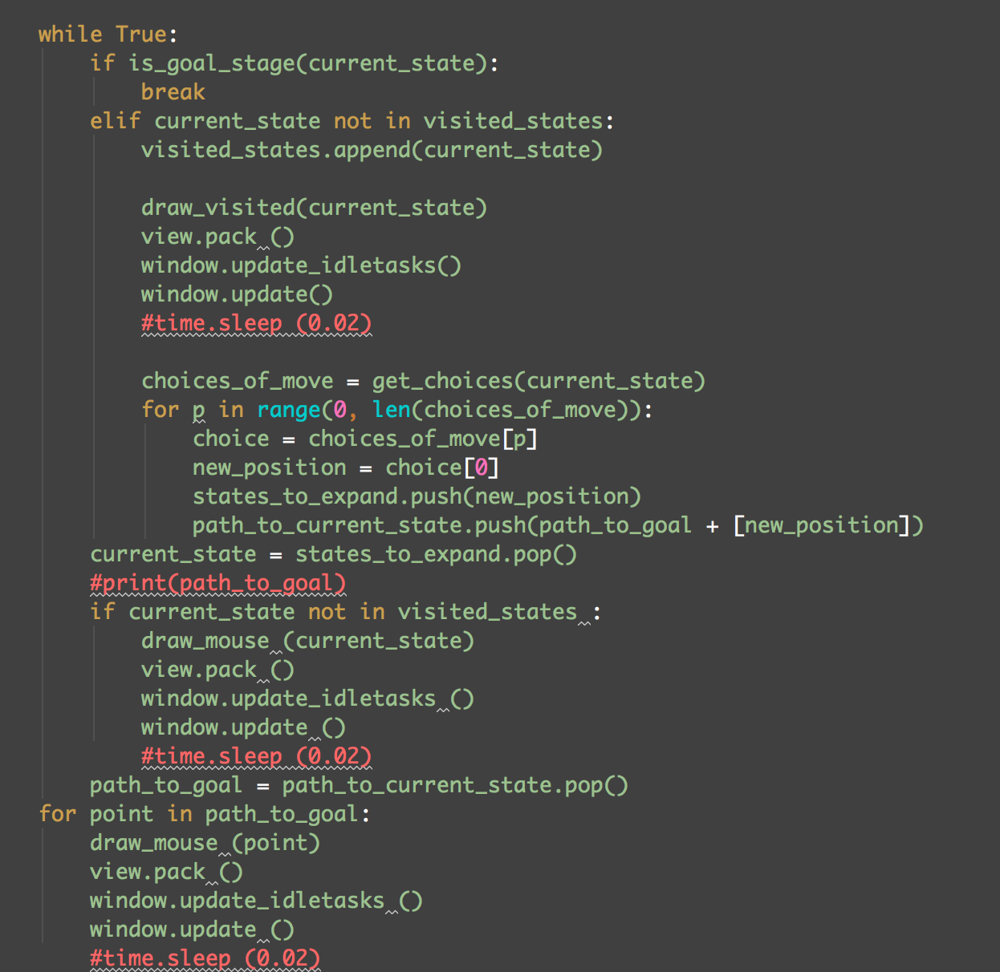 while True:
    if is_goal_stage(current_state):
        break
    elif current_state not in visited_states:
        visited_states.append(current_state)

        draw_visited(current_state)
        view.pack ()
        window.update_idletasks()
        window.update()
        #time.sleep (0.02)

        choices_of_move = get_choices(current_state)
        for p in range(0, len(choices_of_move)):
            choice = choices_of_move[p]
            new_position = choice[0]
            states_to_expand.push(new_position)
            path_to_current_state.push(path_to_goal + [new_position])
    current_state = states_to_expand.pop()
    #print(path_to_goal)
    if current_state not in visited_states :
        draw_mouse (current_state)
        view.pack ()
        window.update_idletasks ()
        window.update ()
        #time.sleep (0.02)
    path_to_goal = path_to_current_state.pop()
for point in path_to_goal:
    draw_mouse (point)
    view.pack ()
    window.update_idletasks ()
    window.update ()
    #time.sleep (0.02)